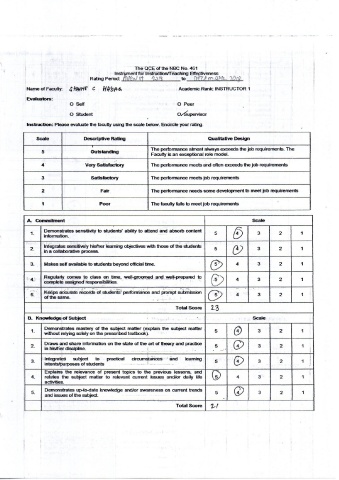 The QCE of the NBC No. 461
Instrument for Instruction/Teaching Effectiveness
Rating Period: to
Name of Faculty: Academic Rank: INSTRUCTOR 1
Evaluators:
O Self O Peer
O Student O Supervisor
Instruction: Please evaluate the faculty using the scale below. Encircle your rating.
Scale Descriptive Rating Qualitative Design
5 Outstanding The performance almost always exceeds the job requirements. The
Faculty is an exceptional role model.
4 Very Satisfactory The performance meets and often exceeds the job requirements
3 Satisfactory The performance meets job requirements
2 Fair The performance needs some development to meet job requirements
1 Poor The faculty fails to meet job requirements
A. Commitment Scale
1. Demonstrates sensitivity to students' ability to attend and absorb content
information. 5 4 3 2 1
2. Integrates sensitively his/her learning objectives with those of the students
in a collaborative process. 5 4 3 2 1
3. Makes self available to students beyond official time. 5 4 3 2 1
4. Regularly comes to class on time, well-groomed and well-prepared to
complete assigned responsibilities. 5 4 3 2 1
5. Keeps accurate records of students' performance and prompt submission
of the same. 5 4 3 2 1
Total Score 23
B. Knowledge of Subject Scale
1. Demonstrates mastery of the subject matter (explain the subject matter
without relying solely on the prescribed textbook). 5 4 3 2 1
2. Draws and share information on the state of the art of theory and practice
in his/her discipline. 5 4 3 2 1
3. Integrated subject to practical circumstances and learning
intents/purposes of students 5 4 3 2 1
4. Explains the relevance of present topics to the previous lessons, and
relates the subject matter to relevant current issues and/or daily life
activities. 5 4 3 2 1
5. Demonstrates up-to-date knowledge and/or awareness on current trends
and issues of the subject. 5 4 3 2 1
Total Score 21